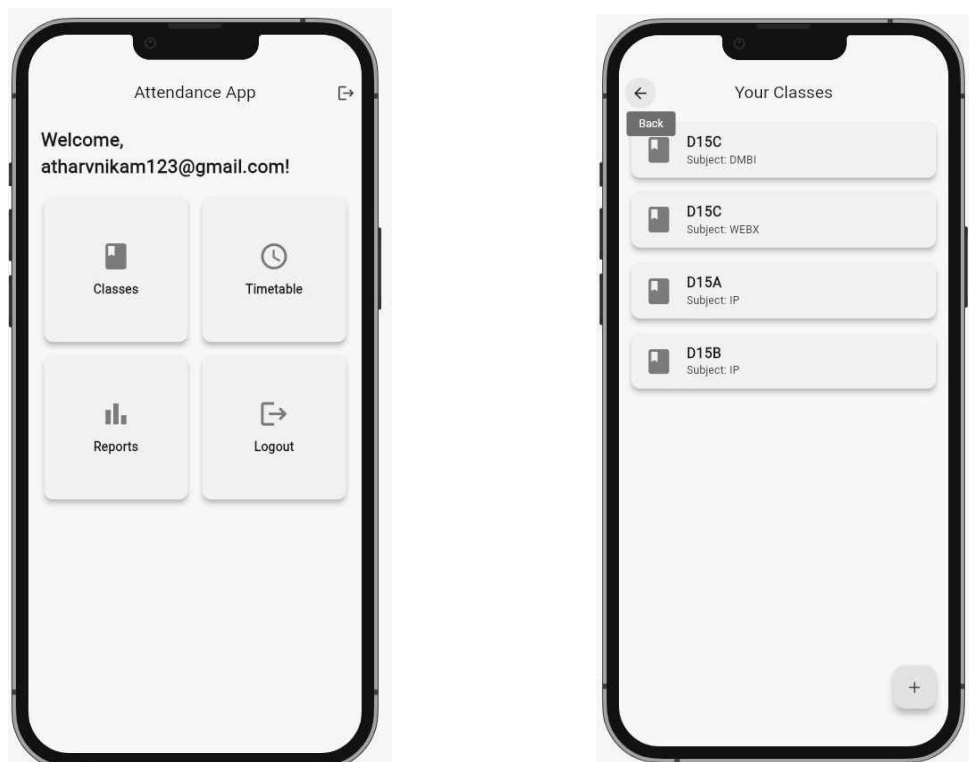 Attendance App
Welcome,
atharvnikam123@gmail.com!
Classes
Timetable
Reports
Logout
Your Classes
Back
D15C
Subject: DMBI
D15C
Subject: WEBX
D15A
Subject: IP
D15B
Subject: IP
+